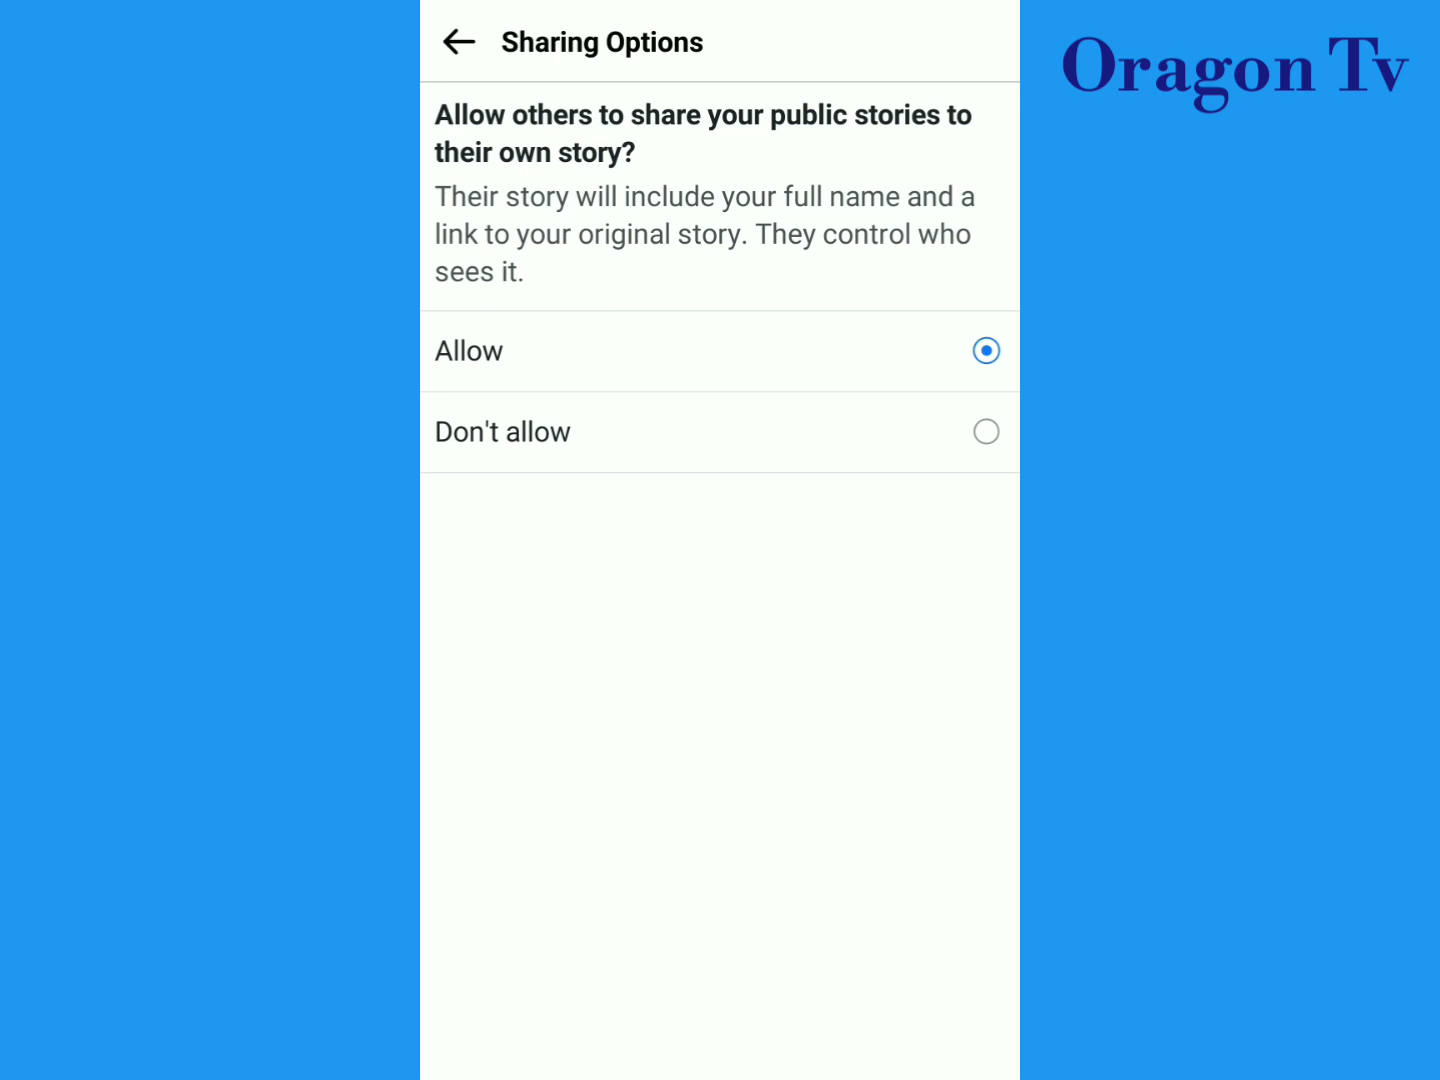 Sharing Options
Oragon Tv
Allow others to share your public stories to
their own story?
Their story will include your full name and a
link to your original story. They control who
sees it.
Allow
Don't allow